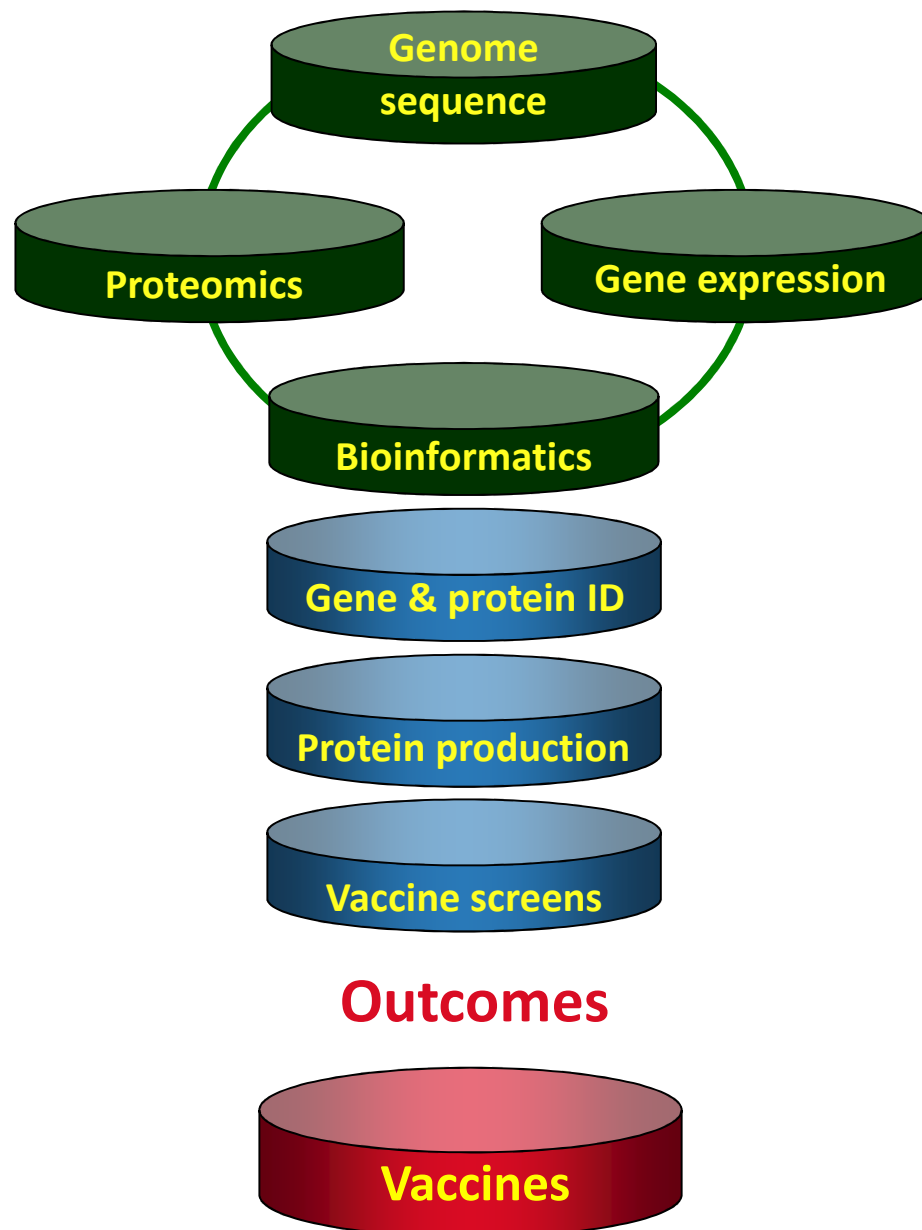 Genome
sequence
Proteomics
Gene expression
Bioinformatics
Gene & protein ID
Protein production
Vaccine screens
Outcomes
Vaccines